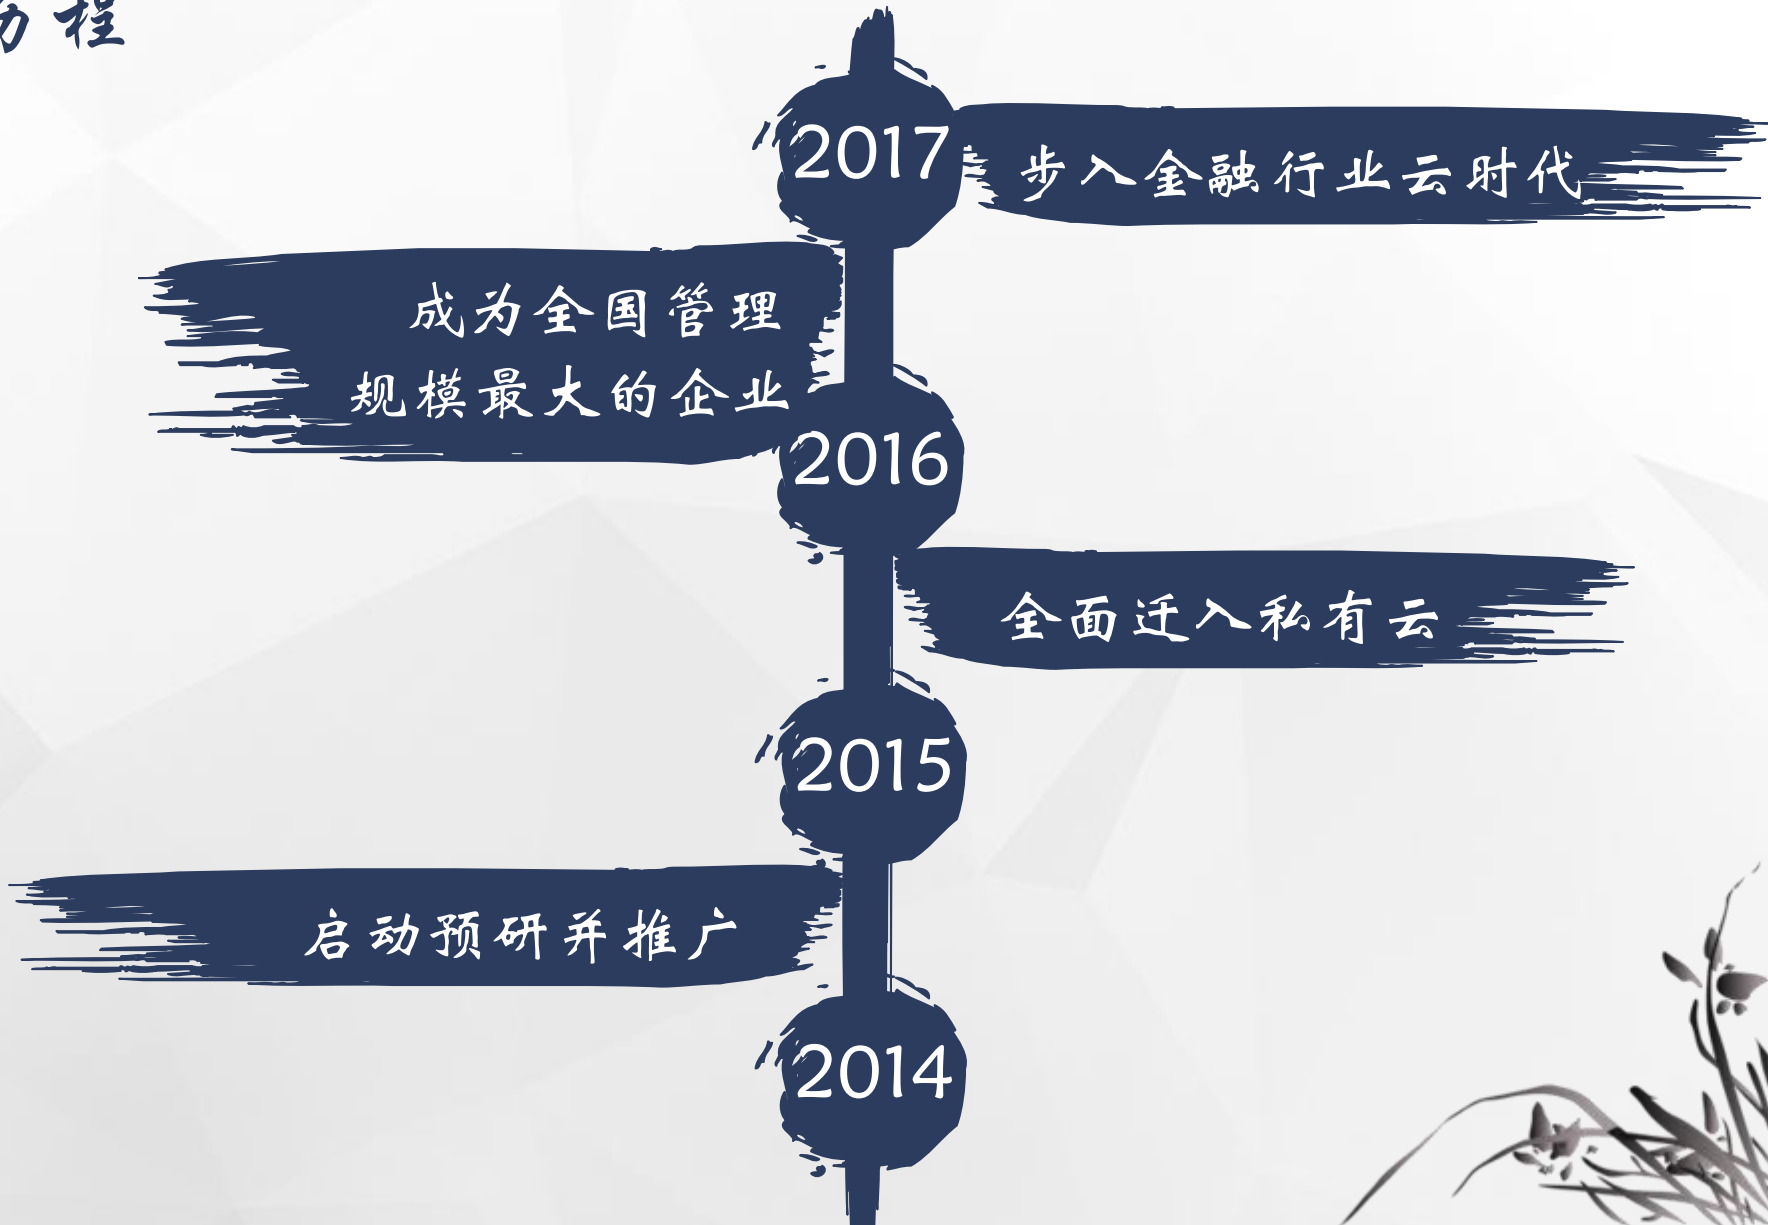 程
2017
步入金融行业云时代
成为全国管理
规模最大的企业
2016
全面迁入私有云
2015
启动预研并推广
2014